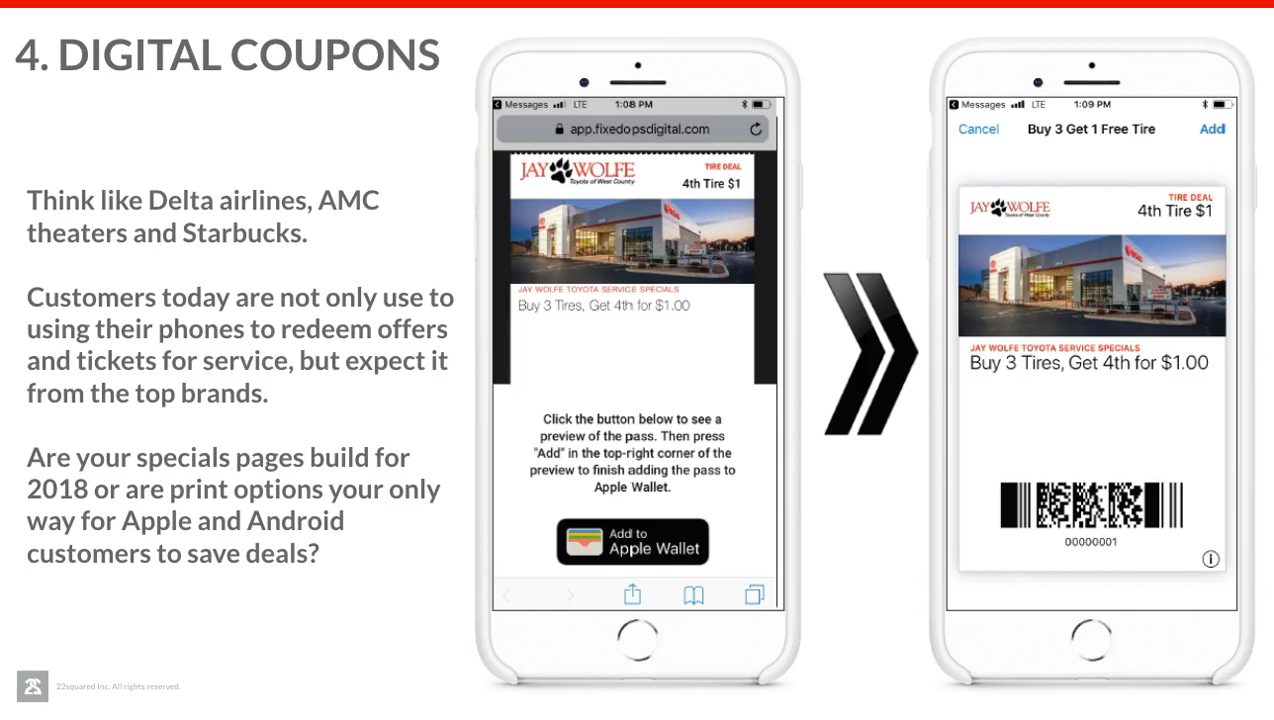 4. DIGITAL COUPONS
Think like Delta airlines, AMC
theaters and Starbucks.
Customers today are not only use to
using their phones to redeem offers
and tickets for service, but expect it
from the top brands.
Are your specials pages build for
2018 or are print options your only
way for Apple and Android
customers to save deals?
Messages LTE 1:08 PM
app.fixedopsdigital.com
JAY WOLFE
Toyota of West County
TIRE DEAL
4th Tire $1
JAY WOLFE TOYOTA SERVICE SPECIALS
Buy 3 Tires, Get 4th for $1.00
Click the button below to see a
preview of the pass. Then press
"Add" in the top-right corner of the
preview to finish adding the pass to
Apple Wallet.
Add to
Apple Wallet
Messages LTE 1:09 PM
Cancel Buy 3 Get 1 Free Tire Add
JAY WOLFE
Toyota of West County
TIRE DEAL
4th Tire $1
JAY WOLFE TOYOTA SERVICE SPECIALS
Buy 3 Tires, Get 4th for $1.00
00000001
22squared Inc. All rights reserved.